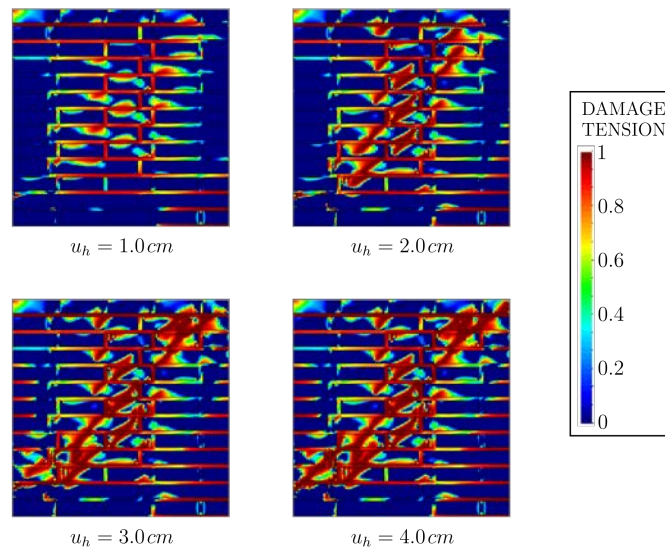 DAMAGE
TENSION
1
0.8
0.6
0.4
0.2
0
u_h = 1.0 cm
u_h = 2.0 cm
u_h = 3.0 cm
u_h = 4.0 cm